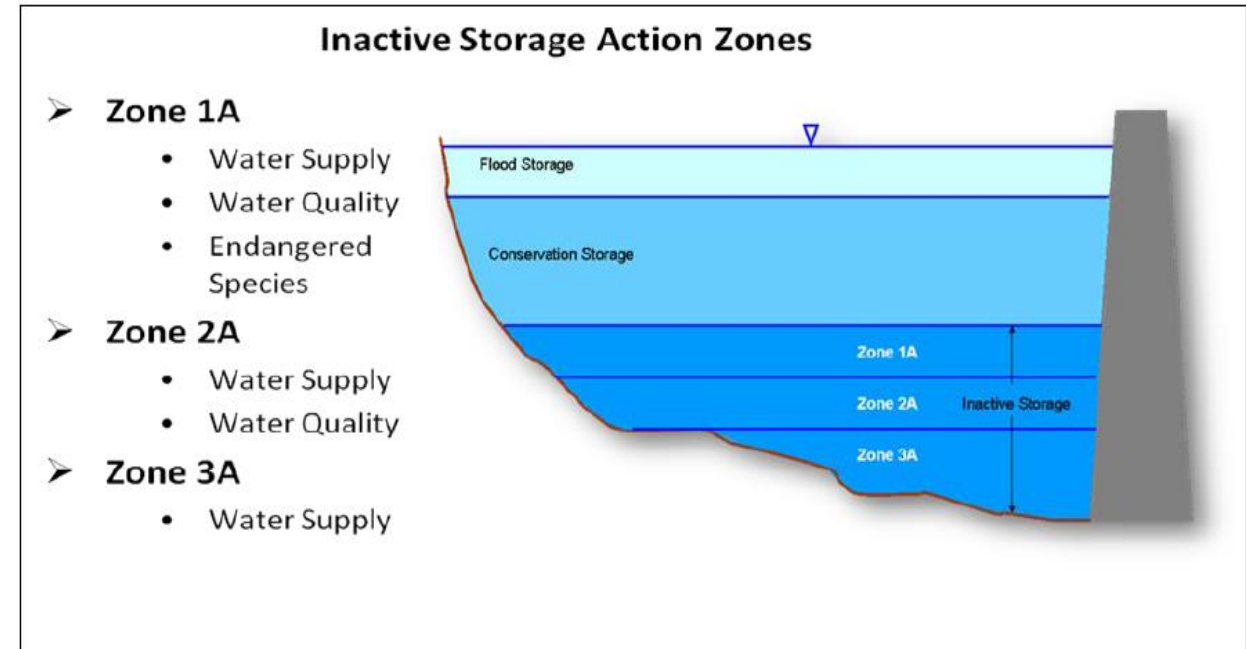 Inactive Storage Action Zones
➢ Zone 1A
• Water Supply
• Water Quality
• Endangered
Species
➢ Zone 2A
• Water Supply
• Water Quality
➢ Zone 3A
• Water Supply
Flood Storage
Conservation Storage
Zone 1A
Zone 2A
Inactive Storage
Zone 3A